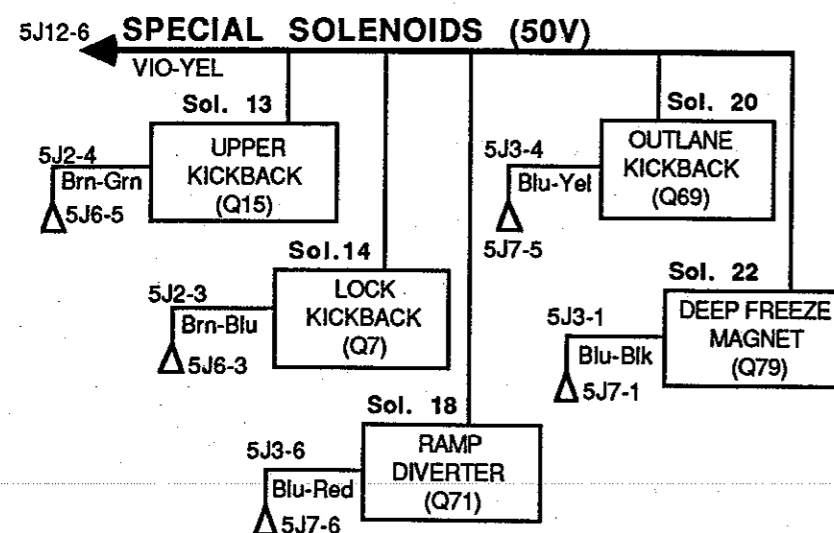 5J12-6 SPECIAL SOLENOIDS (50V)
VIO-YEL
Sol. 13
UPPER
KICKBACK
(Q15)
5J2-4
Brn-Grn
5J6-5
Sol. 20
OUTLANE
KICKBACK
(Q69)
5J3-4
Blu-Yel
5J7-5
Sol.14
LOCK
KICKBACK
(Q7)
5J2-3
Brn-Blu
5J6-3
Sol. 22
DEEP FREEZE
MAGNET
(Q79)
5J3-1
Blu-Blk
5J7-1
Sol. 18
RAMP
DIVERTER
(Q71)
5J3-6
Blu-Red
5J7-6